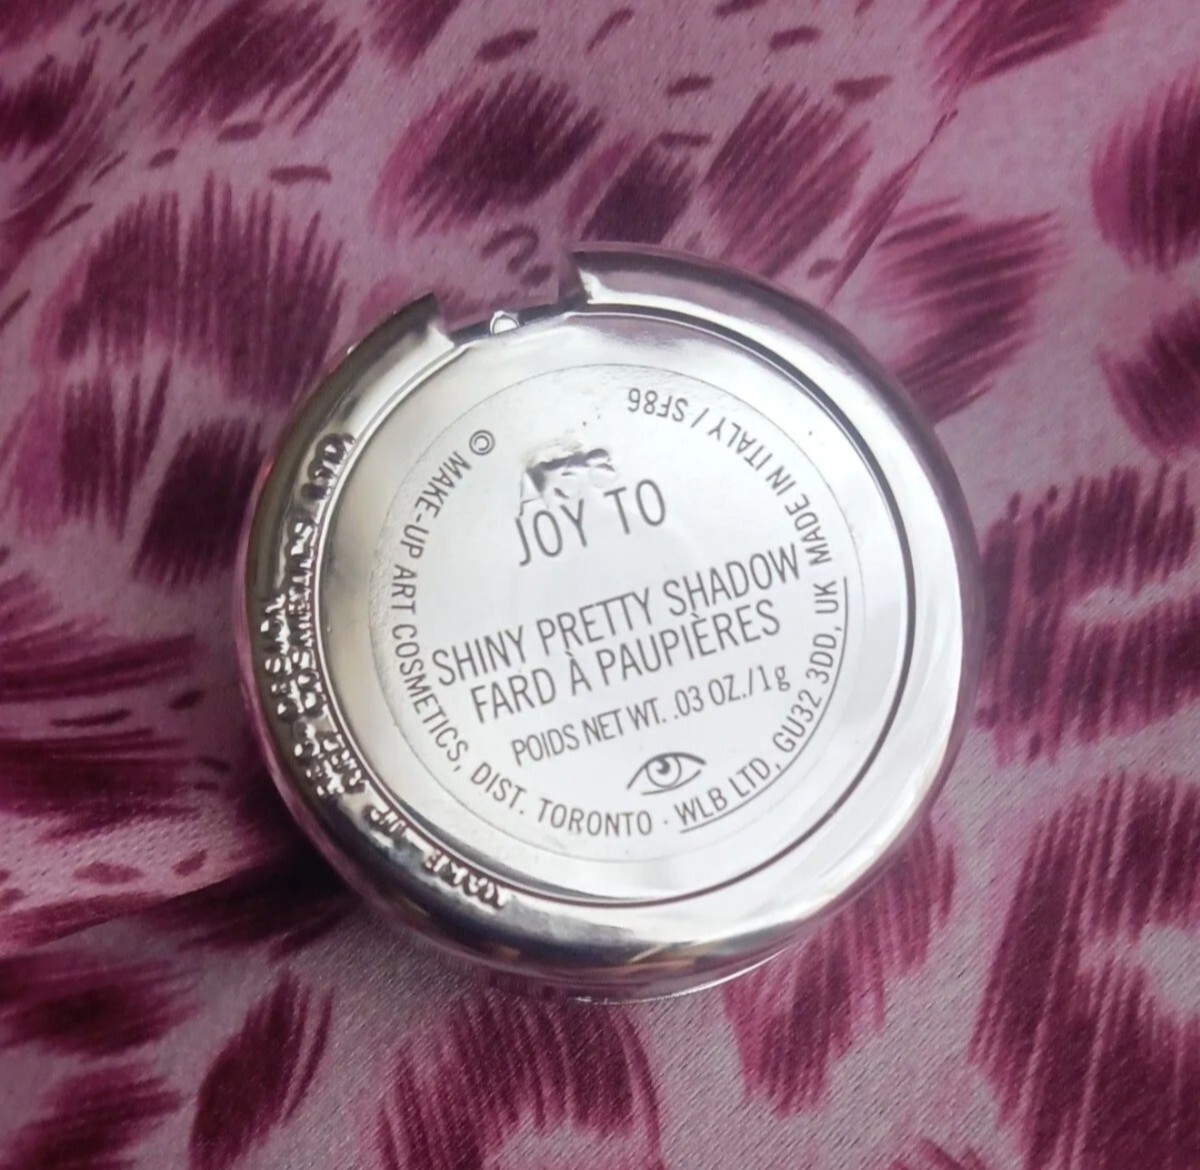 JOY TO
SHINY PRETTY SHADOW
FARD À PAUPIÈRES
POIDS NET WT. .03 OZ./1g
© MAKE-UP ART COSMETICS, DIST. TORONTO · WLB LTD, GU32 3DD, UK MADE IN ITALY / SF86